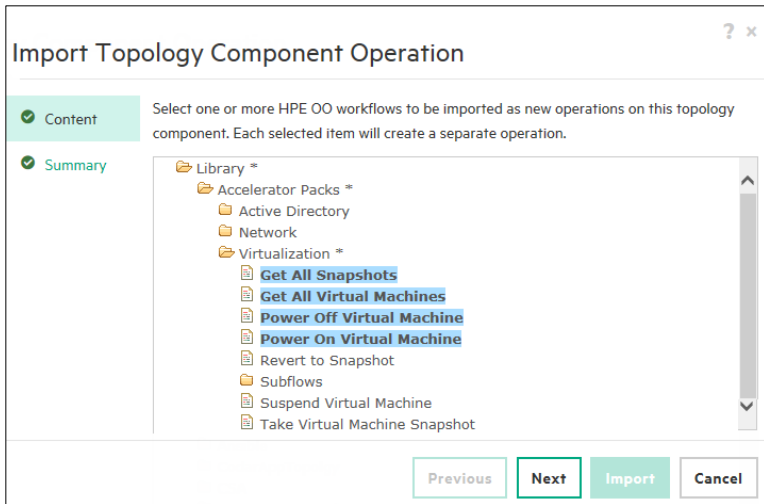 ? ×
Import Topology Component Operation
Content
Select one or more HPE OO workflows to be imported as new operations on this topology
component. Each selected item will create a separate operation.
Summary
Library *
Accelerator Packs *
Active Directory
Network
Virtualization *
Get All Snapshots
Get All Virtual Machines
Power Off Virtual Machine
Power On Virtual Machine
Revert to Snapshot
Subflows
Suspend Virtual Machine
Take Virtual Machine Snapshot
Previous Next Import Cancel